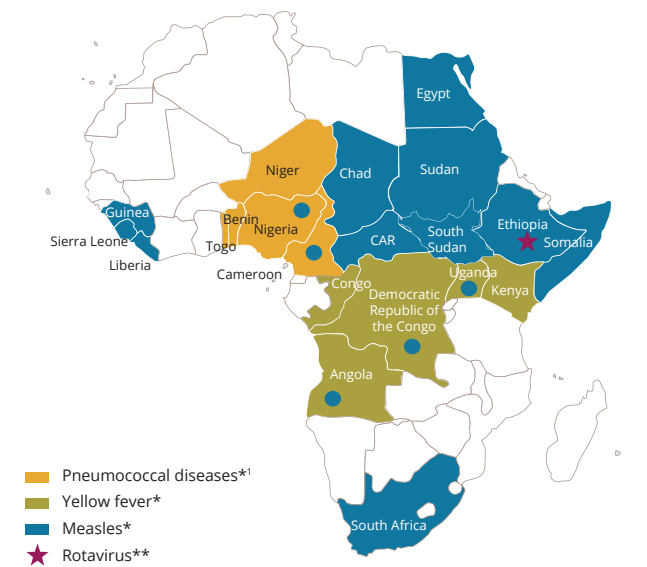 Egypt
Niger
Chad
Sudan
Guinea
Benin
Nigeria
Ethiopia
Sierra Leone
Togo
CAR
South
Sudan
Somalia
Liberia
Cameroon
Congo
Uganda
Kenya
Democratic
Republic of
the Congo
Angola
Pneumococcal diseases*¹
Yellow fever*
Measles*
South Africa
Rotavirus**